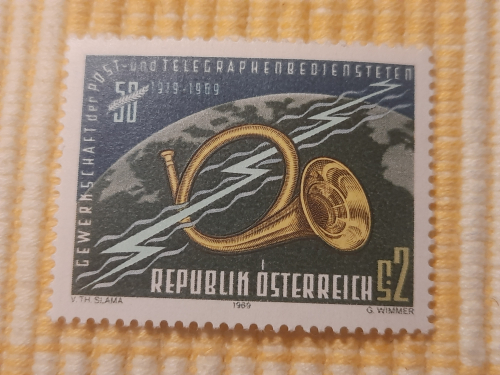 GEWERKSCHAFT der POST- und TELEGRAPHENBEDIENSTETEN
50 1919-1969
REPUBLIK ÖSTERREICH S2
V. TH. SLAMA 1969 G. WIMMER